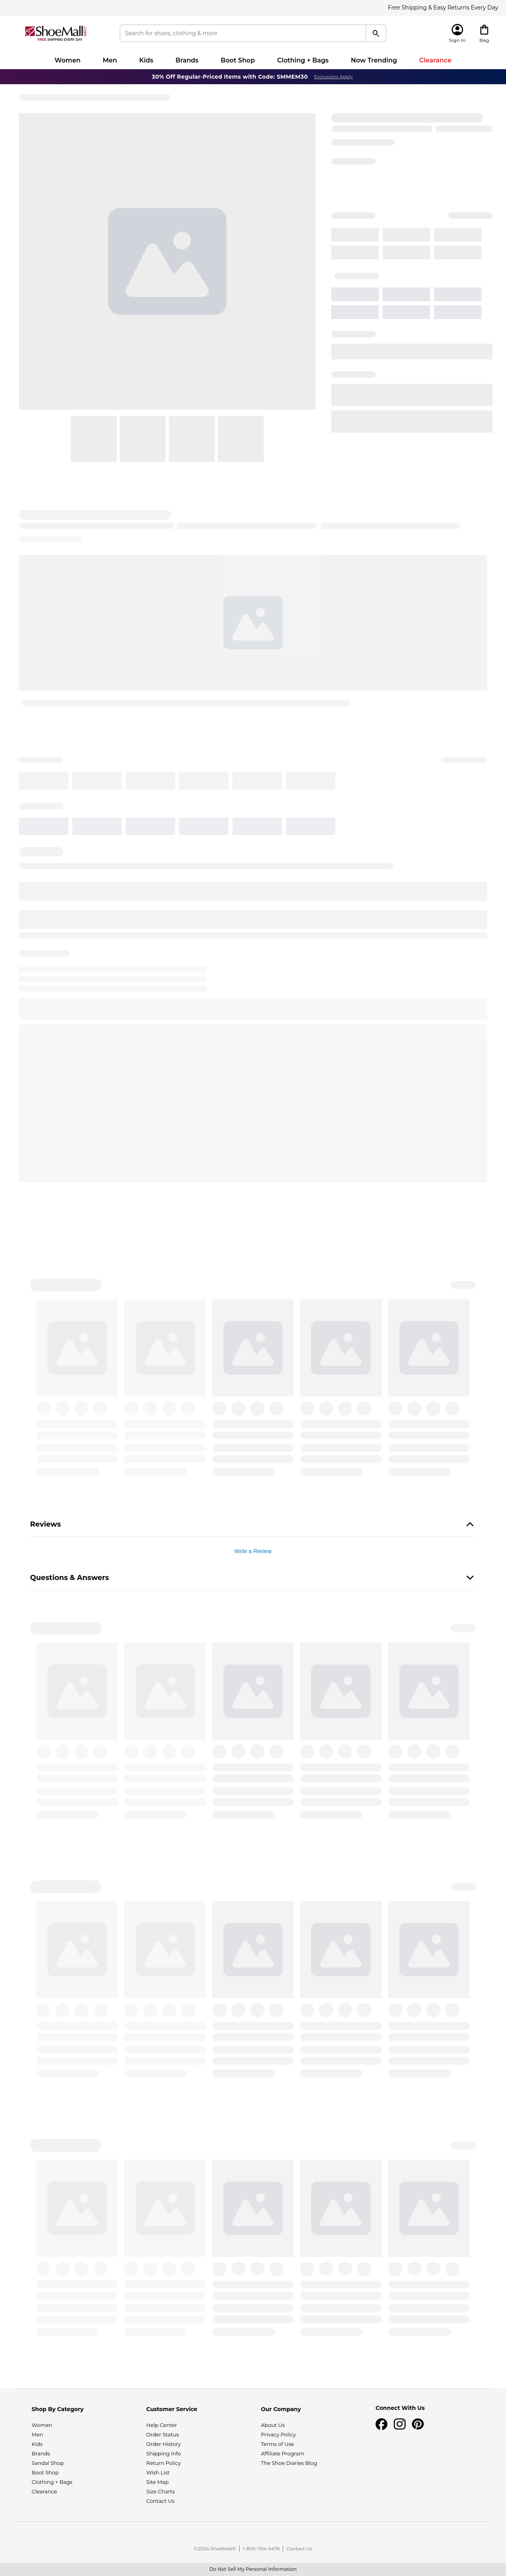 Free Shipping & Easy Returns Every Day
ShoeMall
FREE SHIPPING EVERY DAY
Search for shoes, clothing & more
Sign In
Bag
Women Men Kids Brands Boot Shop Clothing + Bags Now Trending Clearance
30% Off Regular-Priced Items with Code: SMMEM30 Exclusions Apply.
Reviews
Write a Review
Questions & Answers
Shop By Category
Women
Men
Kids
Brands
Sandal Shop
Boot Shop
Clothing + Bags
Clearance
Customer Service
Help Center
Order Status
Order History
Shipping Info
Return Policy
Wish List
Site Map
Size Charts
Contact Us
Our Company
About Us
Privacy Policy
Terms of Use
Affiliate Program
The Shoe Diaries Blog
Connect With Us
©2024 ShoeMall® 1-800-704-5478 Contact Us
Do Not Sell My Personal Information